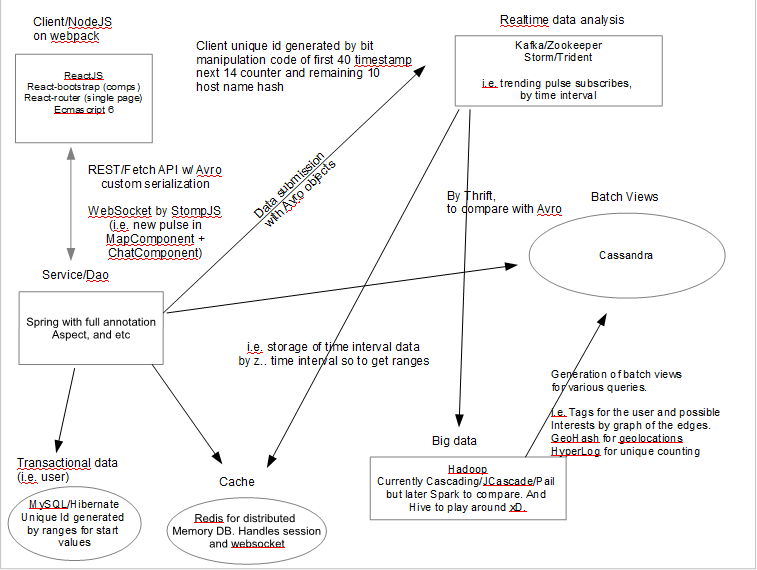 Client/NodeJS
on webpack
ReactJS
React-bootstrap (comps)
React-router (single page)
Ecmascript 6
Client unique id generated by bit
manipulation code of first 40 timestamp
next 14 counter and remaining 10
host name hash
Realtime data analysis
Kafka/Zookeeper
Storm/Trident
i.e. trending pulse subscribes,
by time interval
REST/Fetch API w/ Avro
custom serialization
WebSocket by StompJS
(i.e. new pulse in
MapComponent +
ChatComponent)
Data submission
with Avro objects
By Thrift,
to compare with Avro
Batch Views
Cassandra
Service/Dao
Spring with full annotation
Aspect, and etc
i.e. storage of time interval data
by z.. time interval so to get ranges
Generation of batch views
for various queries.
i.e. Tags for the user and possible
Interests by graph of the edges.
GeoHash for geolocations
HyperLog for unique counting
Big data
Hadoop
Currently Cascading/JCascade/Pail
but later Spark to compare. And
Hive to play around xD.
Transactional data
(i.e. user)
MySQL/Hibernate
Unique Id generated
by ranges for start
values
Cache
Redis for distributed
Memory DB. Handles session
and websocket